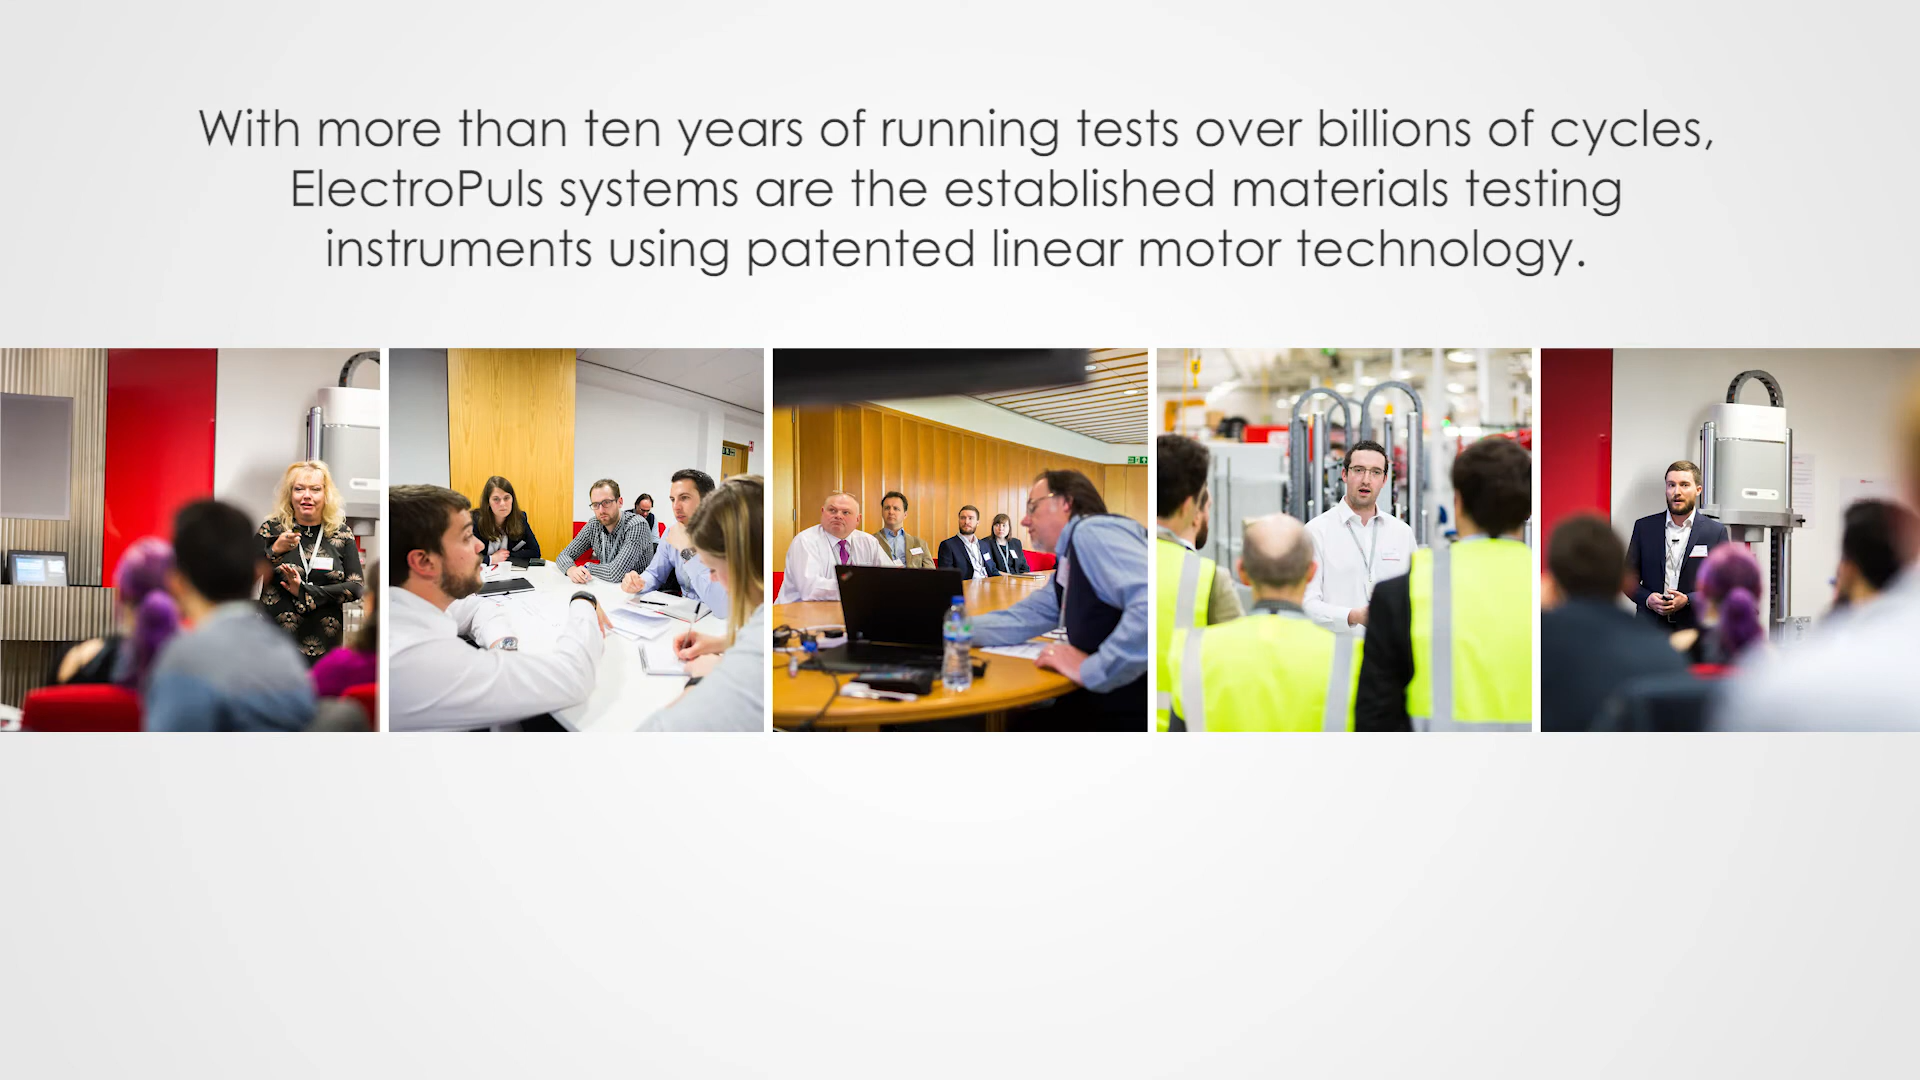 With more than ten years of running tests over billions of cycles,
ElectroPuls systems are the established materials testing
instruments using patented linear motor technology.